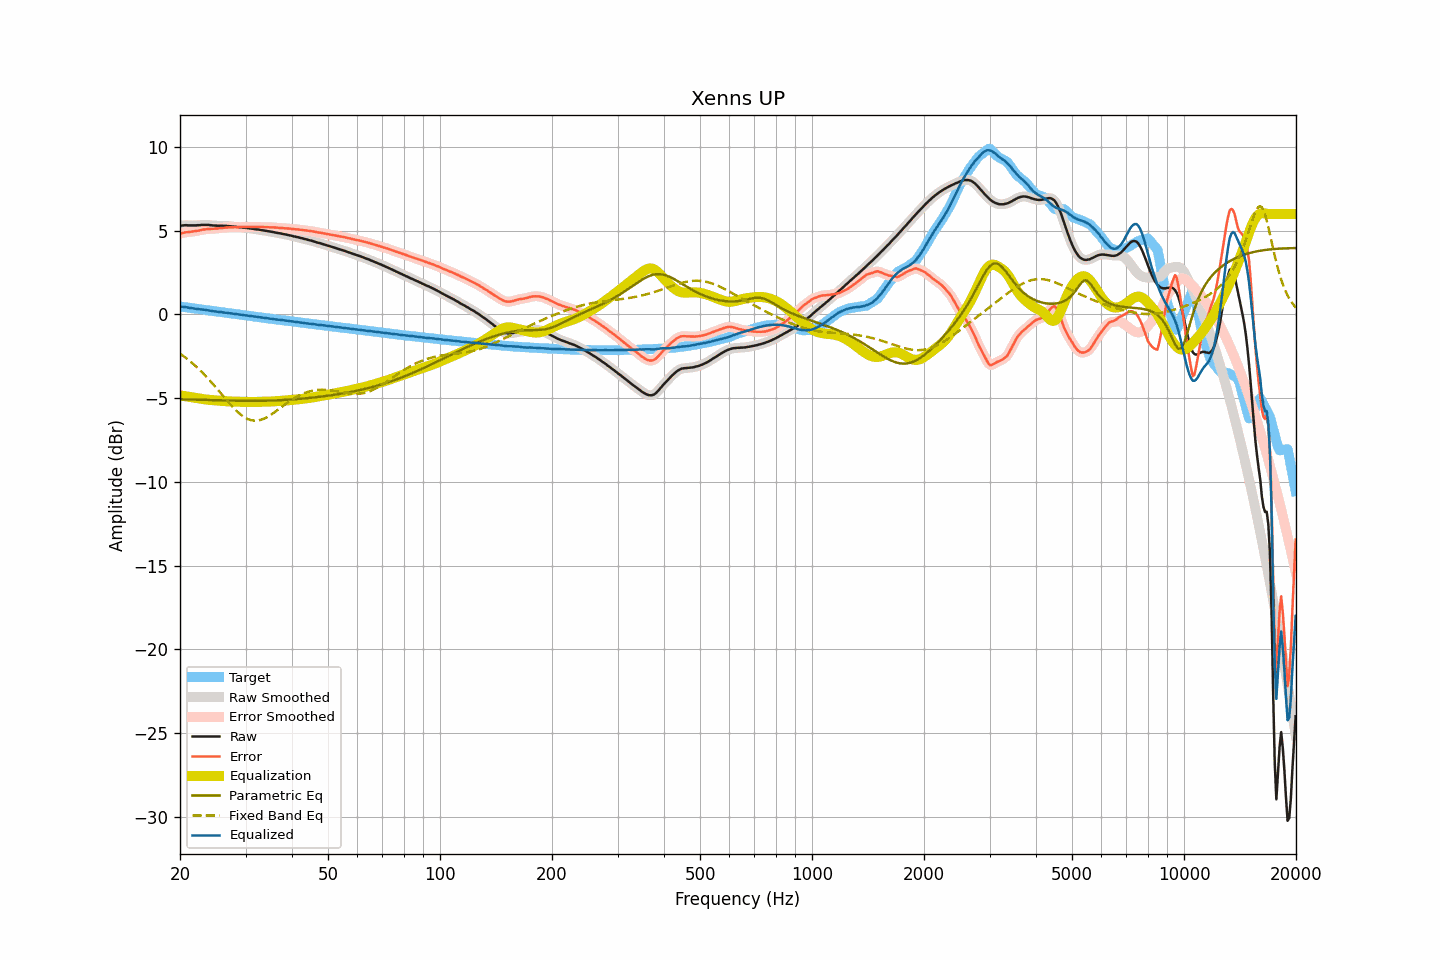 Xenns UP
10
5
0
−5
−10
−15
−20
−25
−30
Amplitude (dBr)
Target
Raw Smoothed
Error Smoothed
Raw
Error
Equalization
Parametric Eq
Fixed Band Eq
Equalized
20 50 100 200 500 1000 2000 5000 10000 20000
Frequency (Hz)